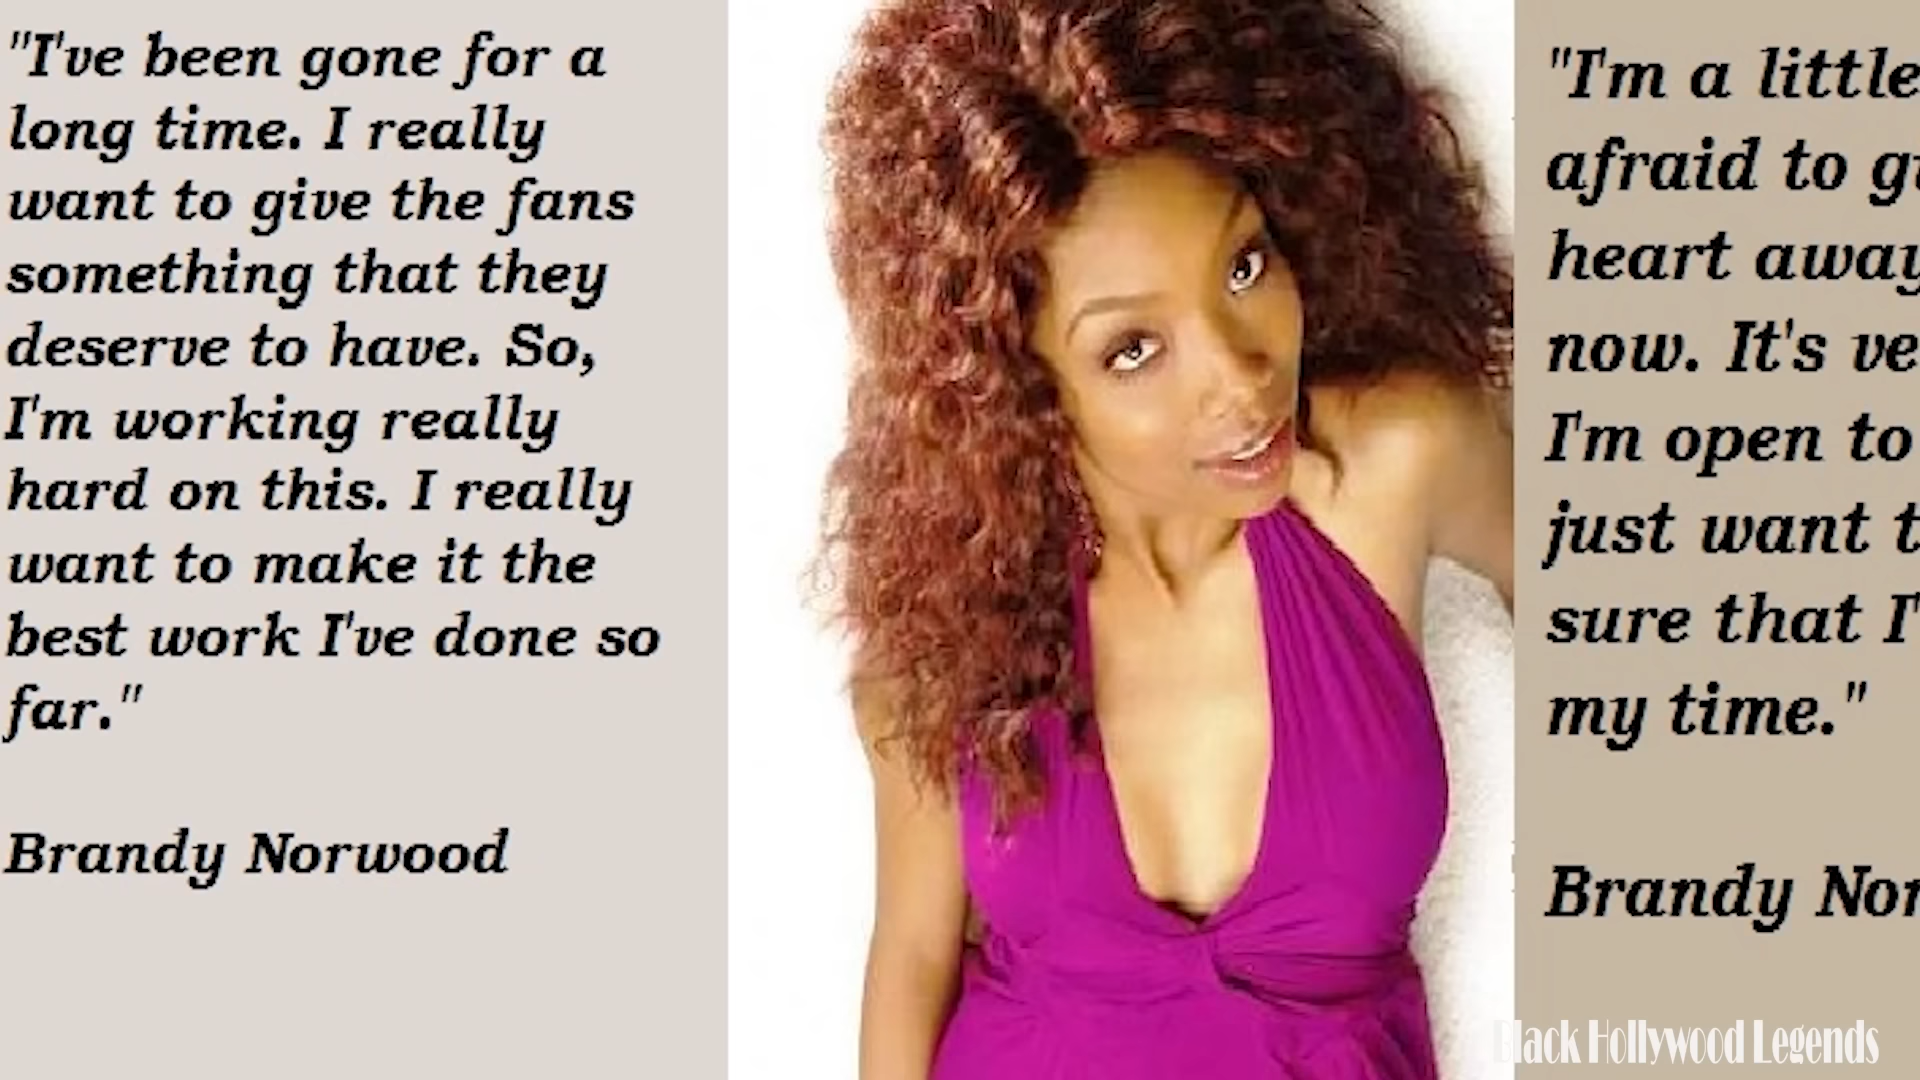 "I've been gone for a
long time. I really
want to give the fans
something that they
deserve to have. So,
I'm working really
hard on this. I really
want to make it the
best work I've done so
far."
Brandy Norwood
"I'm a little
afraid to
heart away
now. It's
I'm open to
just want
sure that
my time."
Brandy
Black Hollywood Legends